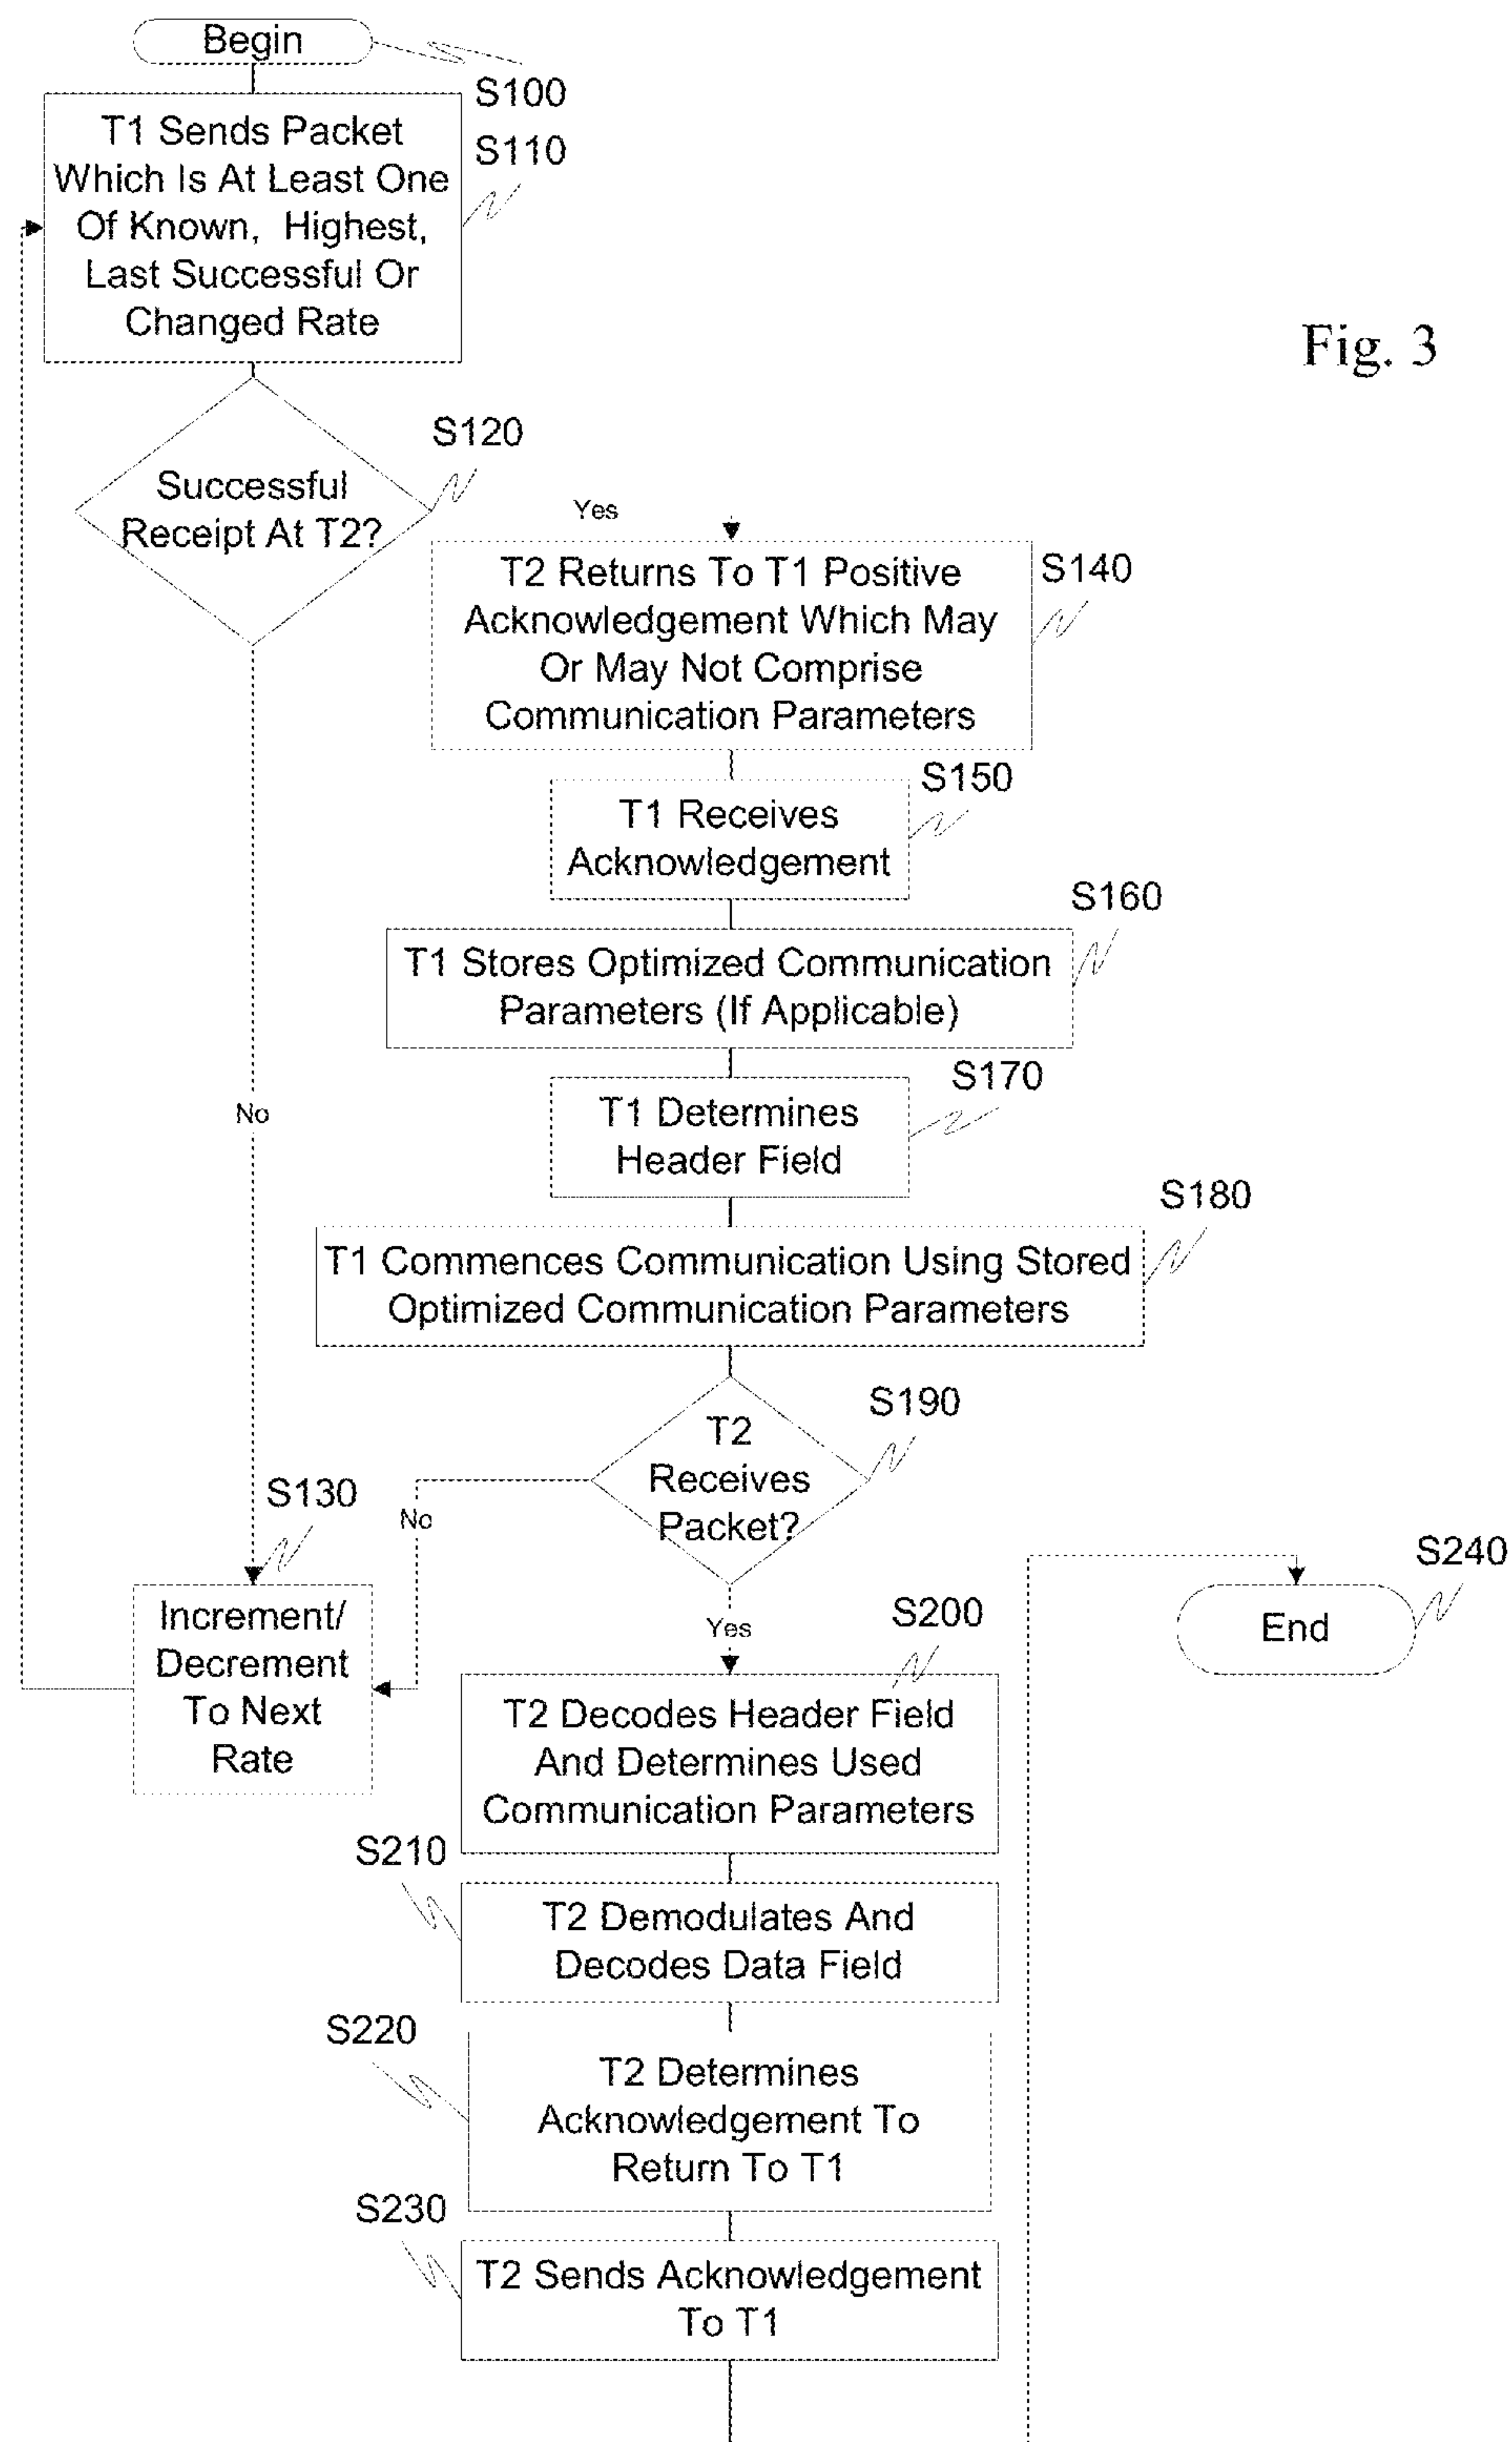 Begin
S100
T1 Sends Packet
Which Is At Least One
Of Known, Highest,
Last Successful Or
Changed Rate
S110
Fig. 3
Successful
Receipt At T2?
S120
Yes
T2 Returns To T1 Positive
Acknowledgement Which May
Or May Not Comprise
Communication Parameters
S140
T1 Receives
Acknowledgement
S150
T1 Stores Optimized Communication
Parameters (If Applicable)
S160
T1 Determines
Header Field
S170
No
T1 Commences Communication Using Stored
Optimized Communication Parameters
S180
T2
Receives
Packet?
S190
No
S130
Increment/
Decrement
To Next
Rate
Yes
S200
T2 Decodes Header Field
And Determines Used
Communication Parameters
End
S240
S210
T2 Demodulates And
Decodes Data Field
S220
T2 Determines
Acknowledgement To
Return To T1
S230
T2 Sends Acknowledgement
To T1